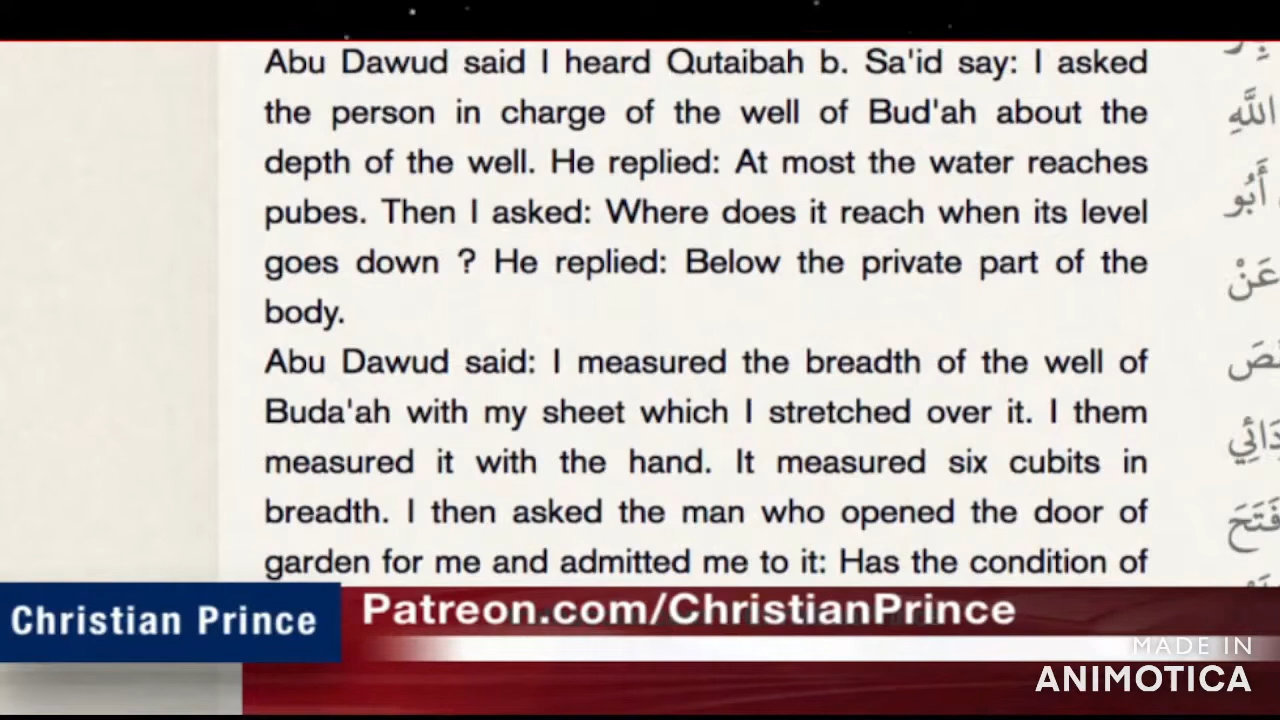 Abu Dawud said I heard Qutaibah b. Sa'id say: I asked
the person in charge of the well of Bud'ah about the
depth of the well. He replied: At most the water reaches
pubes. Then I asked: Where does it reach when its level
goes down ? He replied: Below the private part of the
body.
Abu Dawud said: I measured the breadth of the well of
Buda'ah with my sheet which I stretched over it. I them
measured it with the hand. It measured six cubits in
breadth. I then asked the man who opened the door of
garden for me and admitted me to it: Has the condition of
اللَّهِ
أَبُو
عَنْ
Christian Prince
Patreon.com/ChristianPrince
MADE IN
ANIMOTICA